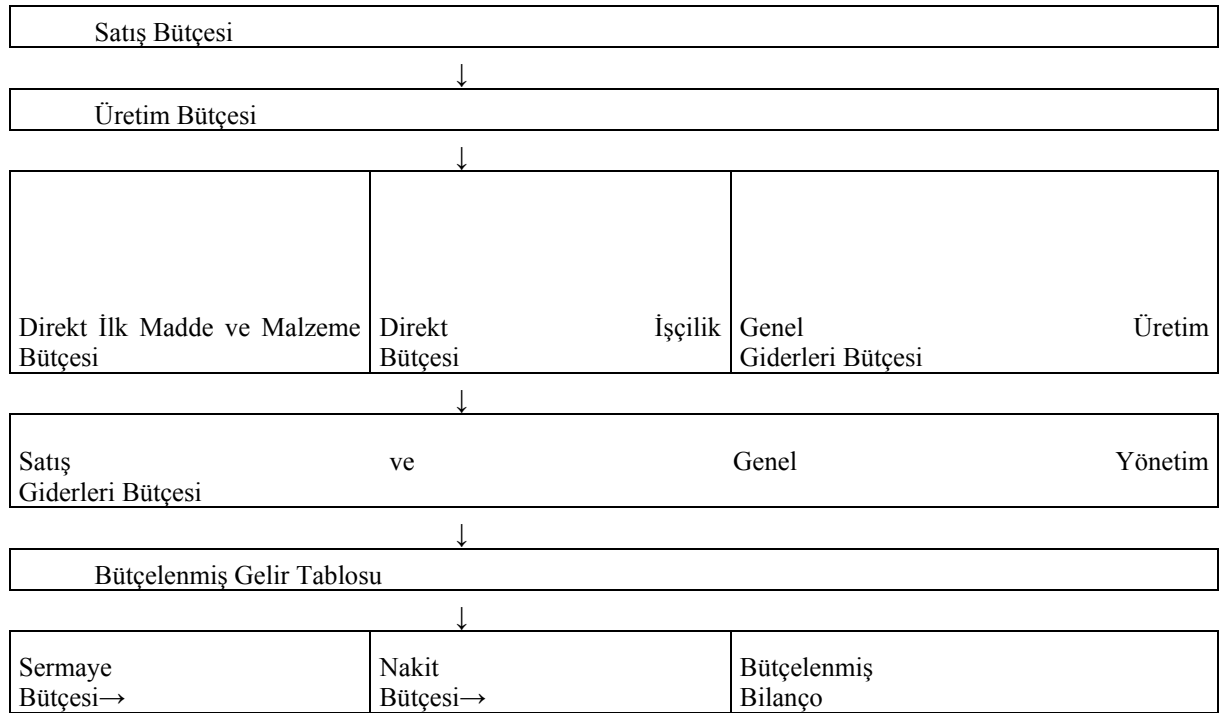 Satış Bütçesi
↓
Üretim Bütçesi
↓
Direkt İlk Madde ve Malzeme
Bütçesi
Direkt İşçilik
Bütçesi
Genel Üretim
Giderleri Bütçesi
↓
Satış ve Genel Yönetim
Giderleri Bütçesi
↓
Bütçelenmiş Gelir Tablosu
↓
Sermaye
Bütçesi→
Nakit
Bütçesi→
Bütçelenmiş
Bilanço